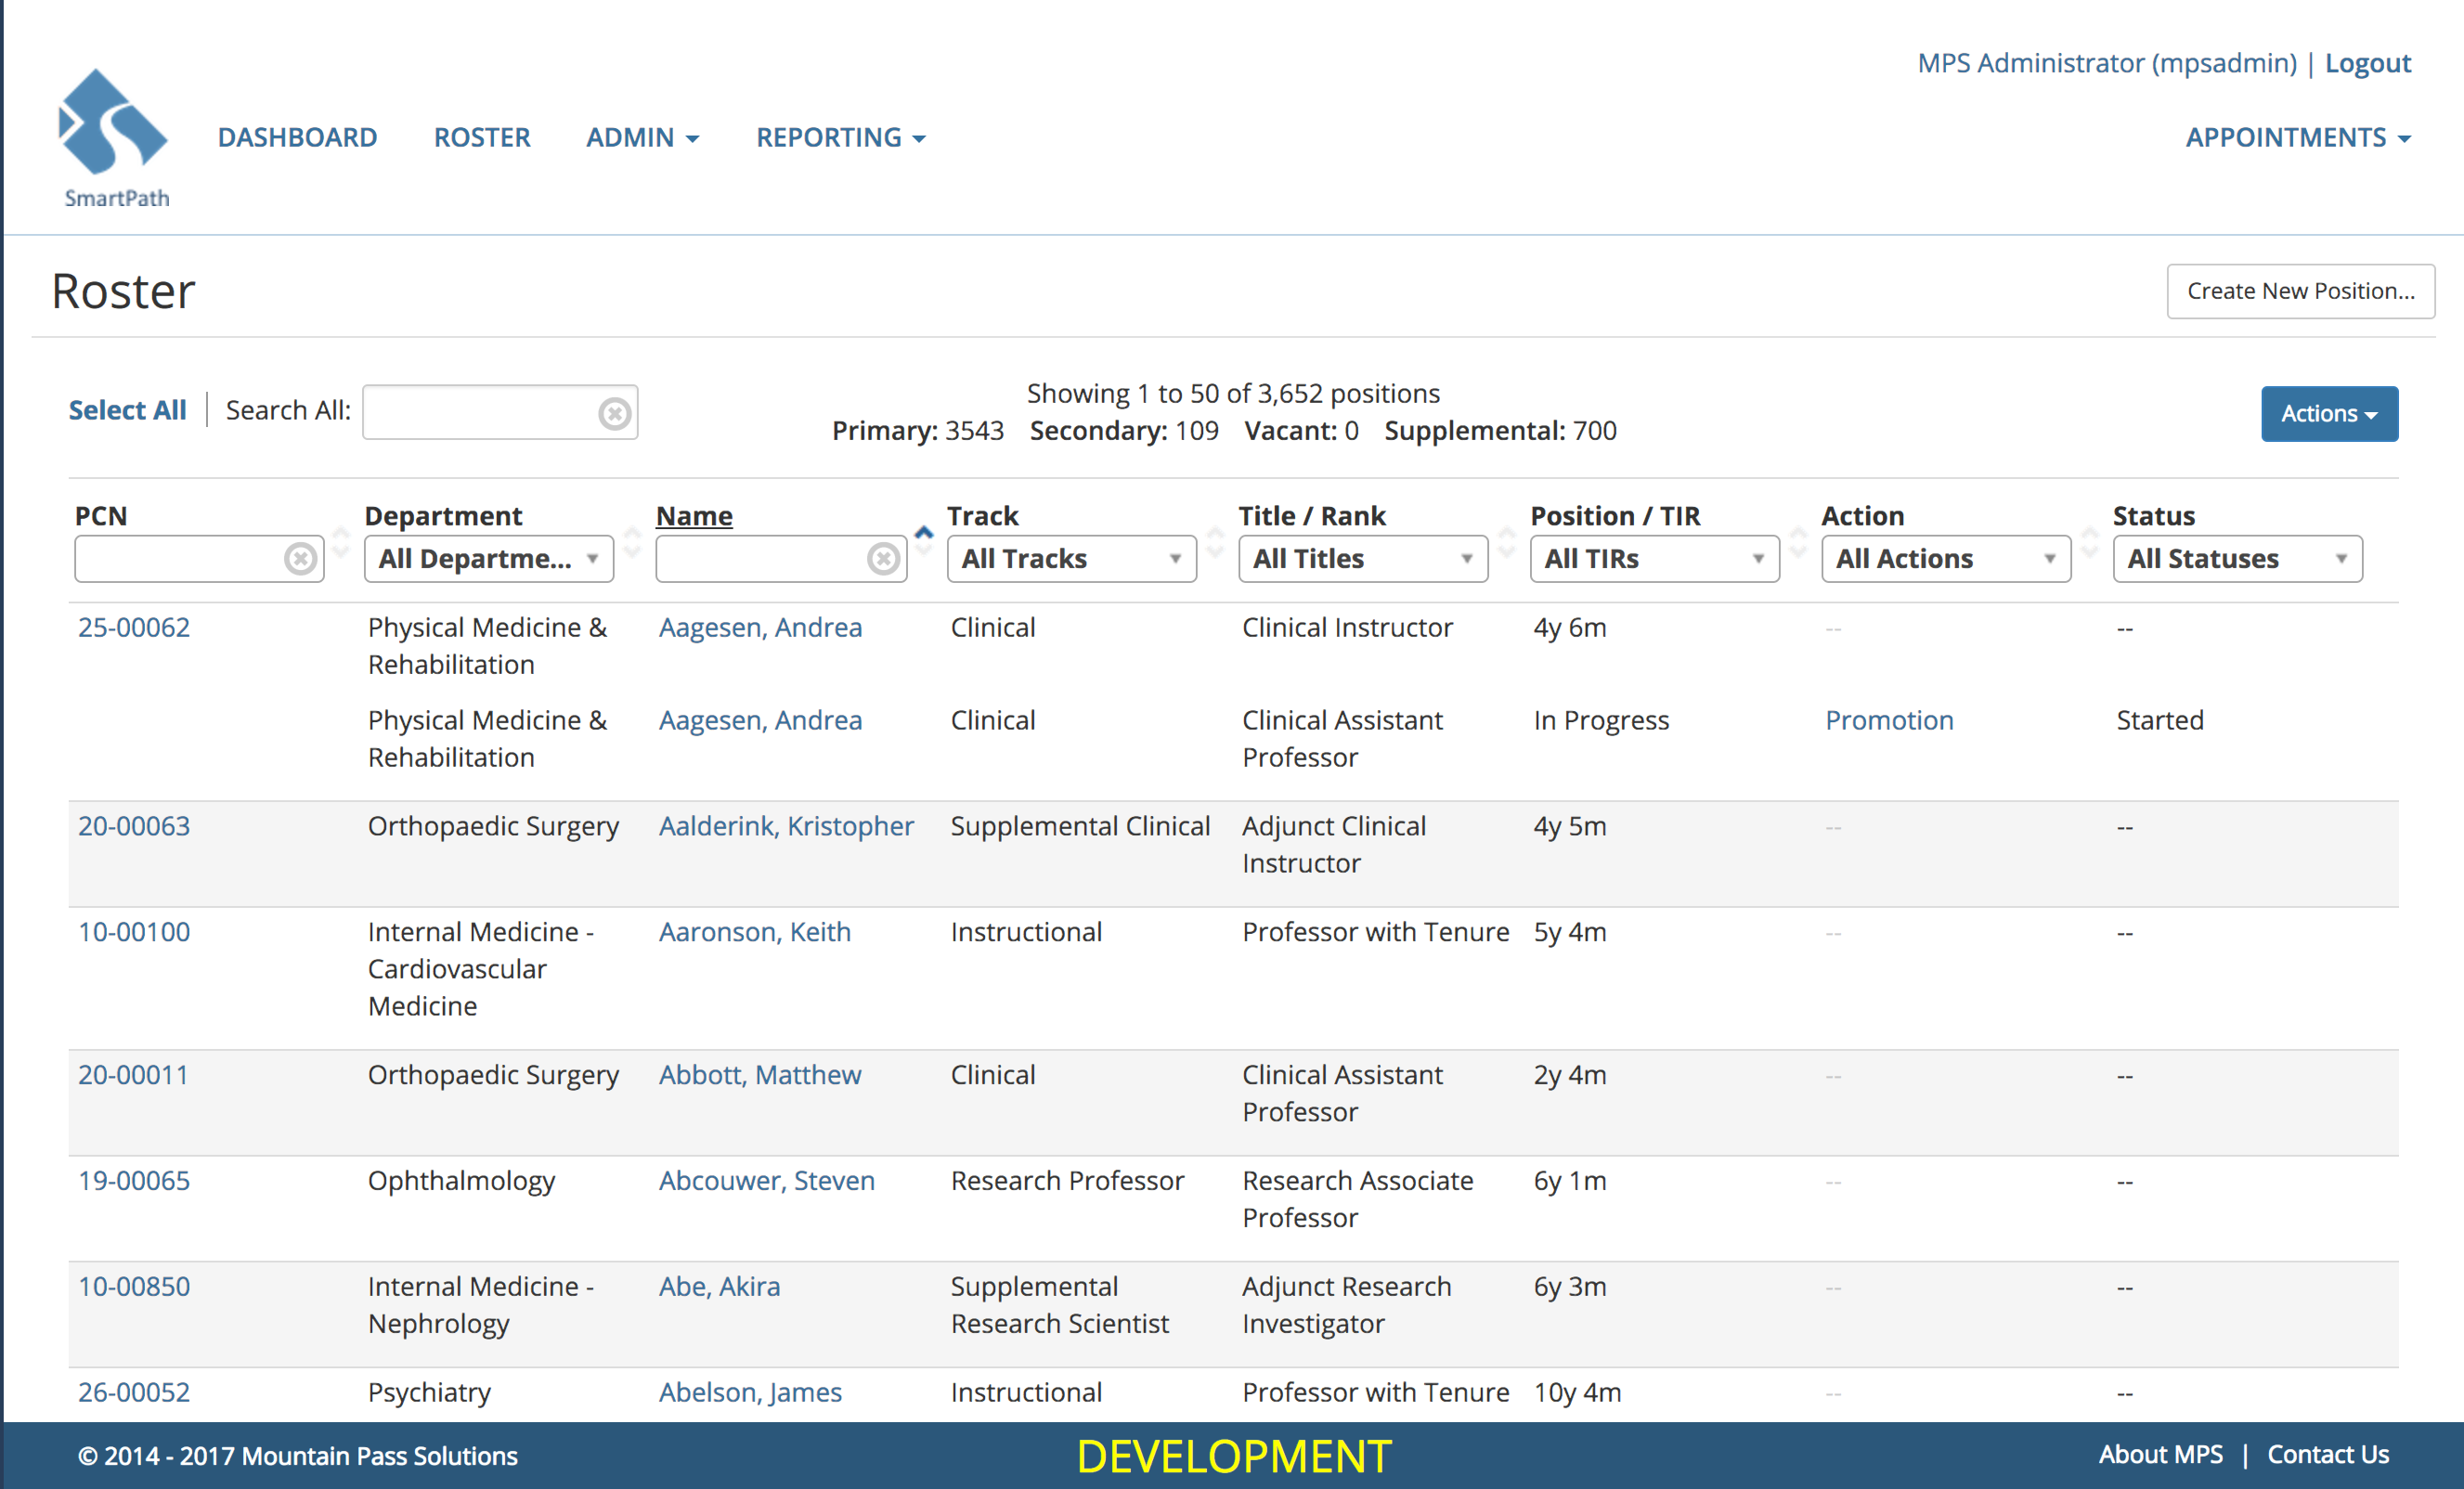 MPS Administrator (mpsadmin) | Logout
SmartPath
DASHBOARD ROSTER ADMIN REPORTING APPOINTMENTS
Roster
Create New Position...
Select All | Search All:
Showing 1 to 50 of 3,652 positions
Primary: 3543 Secondary: 109 Vacant: 0 Supplemental: 700
Actions
PCN Department Name Track Title / Rank Position / TIR Action Status
All Departme... All Tracks All Titles All TIRs All Actions All Statuses
25-00062 Physical Medicine & Aagesen, Andrea Clinical Clinical Instructor 4y 6m -- --
Rehabilitation
Physical Medicine & Aagesen, Andrea Clinical Clinical Assistant In Progress Promotion Started
Rehabilitation Professor
20-00063 Orthopaedic Surgery Aalderink, Kristopher Supplemental Clinical Adjunct Clinical 4y 5m -- --
Instructor
10-00100 Internal Medicine - Aaronson, Keith Instructional Professor with Tenure 5y 4m -- --
Cardiovascular
Medicine
20-00011 Orthopaedic Surgery Abbott, Matthew Clinical Clinical Assistant 2y 4m -- --
Professor
19-00065 Ophthalmology Abcouwer, Steven Research Professor Research Associate 6y 1m -- --
Professor
10-00850 Internal Medicine - Abe, Akira Supplemental Adjunct Research 6y 3m -- --
Nephrology Research Scientist Investigator
26-00052 Psychiatry Abelson, James Instructional Professor with Tenure 10y 4m -- --
© 2014 - 2017 Mountain Pass Solutions DEVELOPMENT About MPS | Contact Us